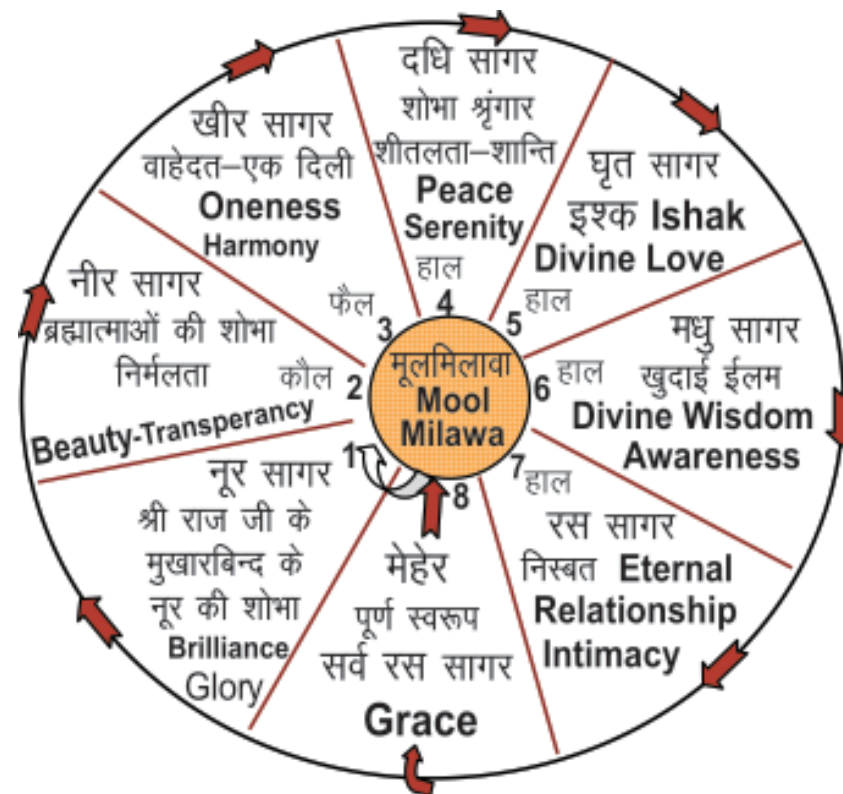 नूर सागर
श्री राज जी के
मुखारबिन्द के
नूर की शोभा
Brilliance
Glory
1
नीर सागर
ब्रह्मात्माओं की शोभा
निर्मलता
कौल 2
Beauty-Transperancy
खीर सागर
वाहेदत–एक दिली
Oneness
Harmony
फैल
3
दधि सागर
शोभा श्रृंगार
शीतलता–शान्ति
Peace
Serenity
हाल
4
घृत सागर
इश्क Ishak
Divine Love
5 हाल
मधु सागर
6 हाल खुदाई ईलम
Divine Wisdom
Awareness
7 हाल
रस सागर
निस्बत Eternal
Relationship
Intimacy
8
मेहेर
पूर्ण स्वरूप
सर्व रस सागर
Grace
मूलमिलावा
Mool
Milawa